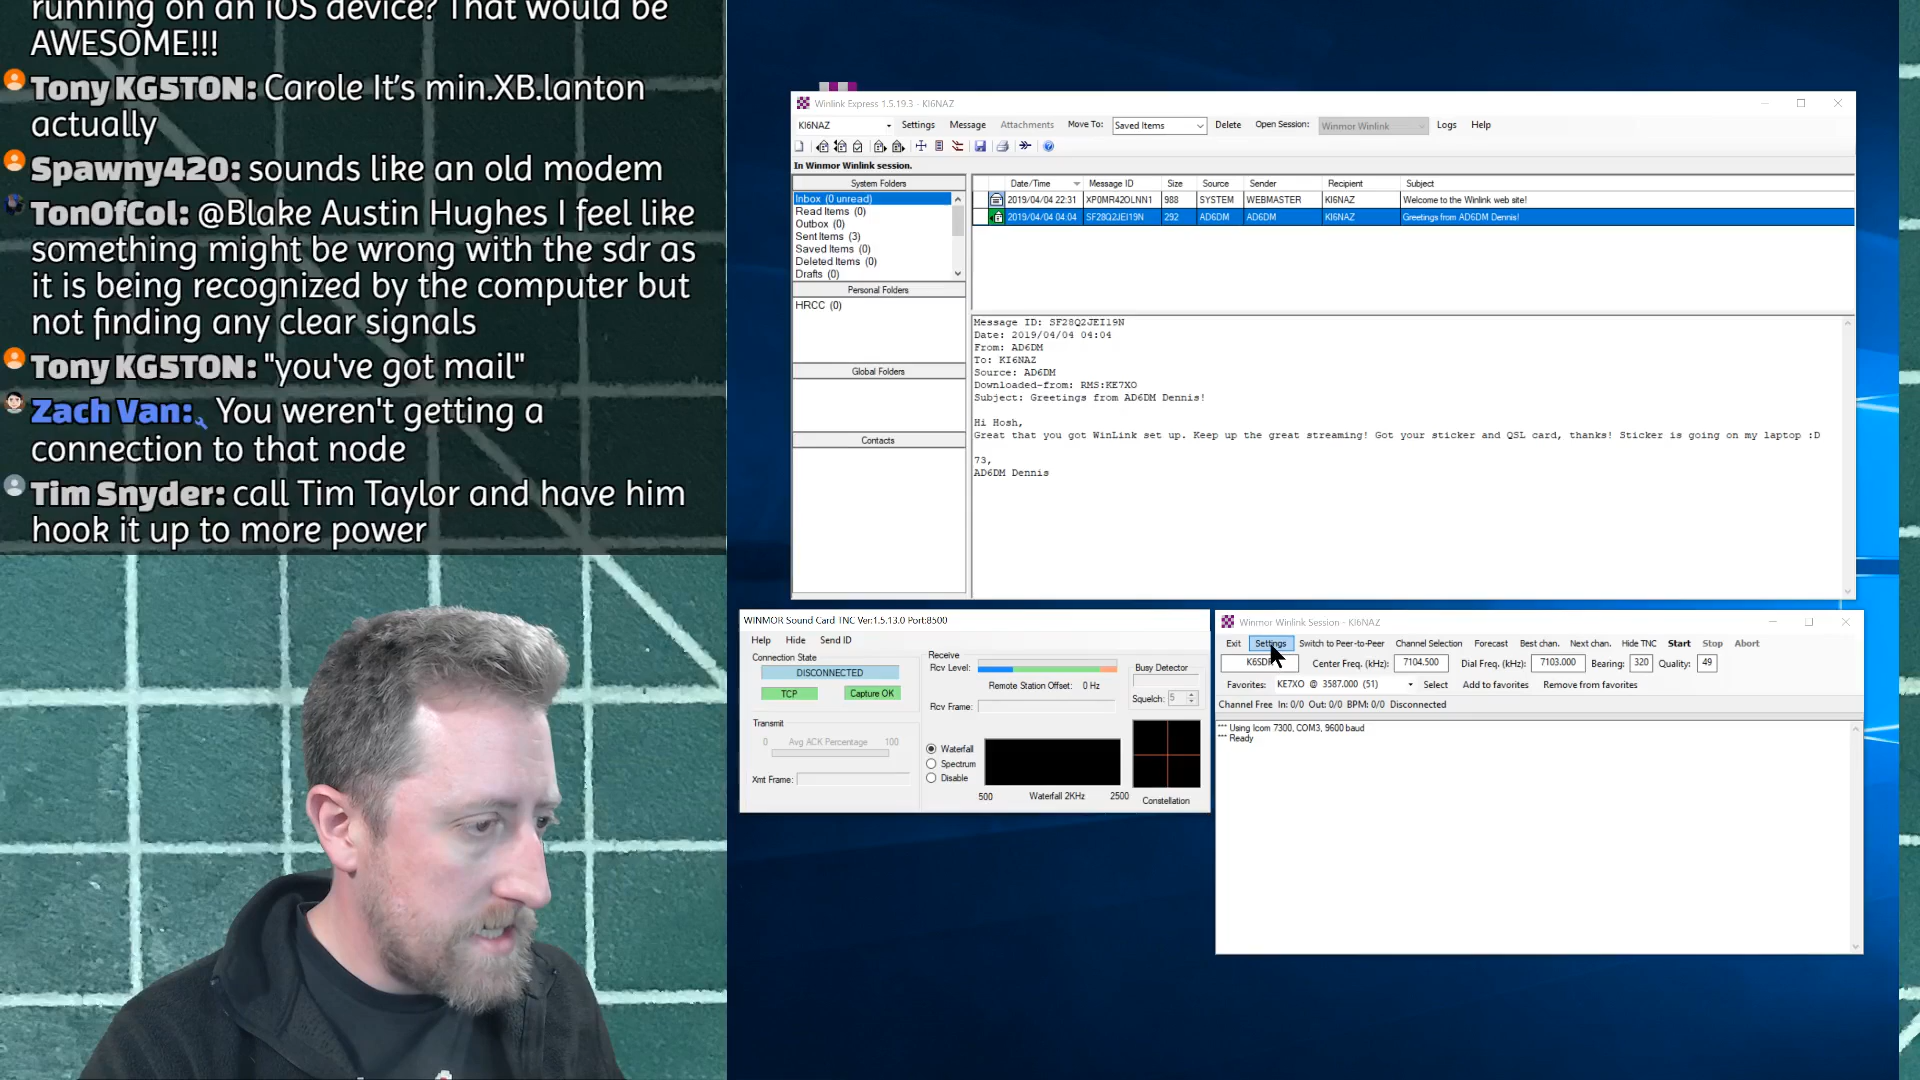 running on an iOS device? That would be
AWESOME!!!
Tony KG5TON: Carole It's min.XB.lanton
actually
Spawny420: sounds like an old modem
TonOfCol: @Blake Austin Hughes I feel like
something might be wrong with the sdr as
it is being recognized by the computer but
not finding any clear signals
Tony KG5TON: "you've got mail"
Zach Van: You weren't getting a
connection to that node
Tim Snyder: call Tim Taylor and have him
hook it up to more power
Winlink Express 1.5.19.3 - KI6NAZ
KI6NAZ Settings Message Attachments Move To: Saved Items Delete Open Session: Winmor Winlink Logs Help
In Winmor Winlink session.
System Folders
Inbox (0 unread)
Read Items (0)
Outbox (0)
Sent Items (3)
Saved Items (0)
Deleted Items (0)
Drafts (0)
Personal Folders
HRCC (0)
Global Folders
Contacts
Date/Time Message ID Size Source Sender Recipient Subject
2019/04/04 22:31 XP0MR42OLNN1 988 SYSTEM WEBMASTER KI6NAZ Welcome to the Winlink web site!
2019/04/04 04:04 SF28Q2JEI19N 292 AD6DM AD6DM KI6NAZ Greetings from AD6DM Dennis!
Message ID: SF28Q2JEI19N
Date: 2019/04/04 04:04
From: AD6DM
To: KI6NAZ
Source: AD6DM
Downloaded-from: RMS:KE7XO
Subject: Greetings from AD6DM Dennis!
Hi Hosh,
Great that you got WinLink set up. Keep up the great streaming! Got your sticker and QSL card, thanks! Sticker is going on my laptop :D
73,
AD6DM Dennis
WINMOR Sound Card TNC Ver:1.5.13.0 Port:8500
Help Hide Send ID
Connection State
DISCONNECTED
TCP Capture OK
Transmit
0 Avg ACK Percentage 100
Xmt Frame:
Receive
Rcv Level:
Remote Station Offset: 0 Hz
Rcv Frame:
Busy Detector
Squelch: 5
Waterfall
Spectrum
Disable
500 Waterfall 2KHz 2500
Constellation
Winmor Winlink Session - KI6NAZ
Exit Settings Switch to Peer-to-Peer Channel Selection Forecast Best chan. Next chan. Hide TNC Start Stop Abort
Center Freq. (kHz): 7104.500 Dial Freq. (kHz): 7103.000 Bearing: 320 Quality: 49
Favorites: KE7XO @ 3587.000 (51) Select Add to favorites Remove from favorites
Channel Free In: 0/0 Out: 0/0 BPM: 0/0 Disconnected
*** Using Icom 7300, COM3, 9600 baud
*** Ready